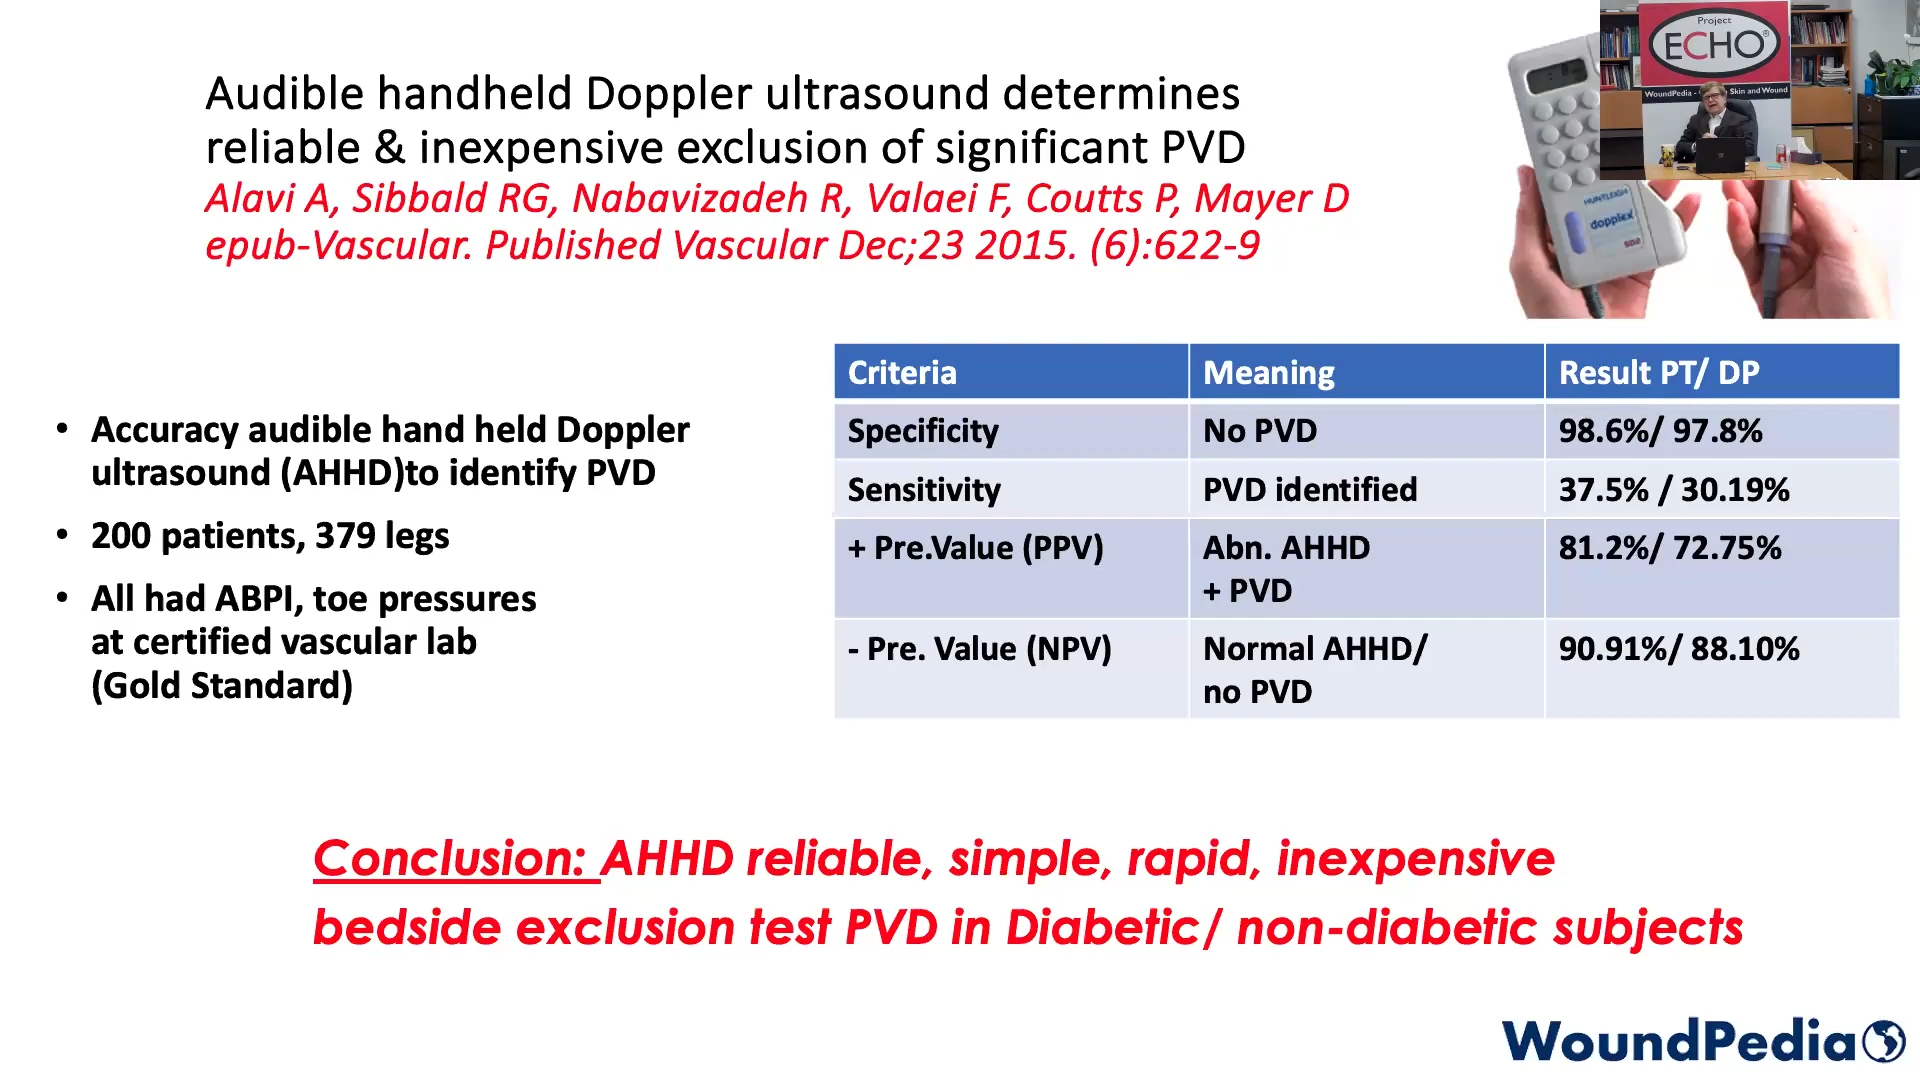 Audible handheld Doppler ultrasound determines
reliable & inexpensive exclusion of significant PVD
Alavi A, Sibbald RG, Nabavizadeh R, Valaei F, Coutts P, Mayer D
epub-Vascular. Published Vascular Dec;23 2015. (6):622-9
Project
ECHO®
WoundPedia - Skin and Wound
HUNTLEIGH
dopplex
SD2
• Accuracy audible hand held Doppler
ultrasound (AHHD)to identify PVD
• 200 patients, 379 legs
• All had ABPI, toe pressures
at certified vascular lab
(Gold Standard)
Criteria Meaning Result PT/ DP
Specificity No PVD 98.6%/ 97.8%
Sensitivity PVD identified 37.5% / 30.19%
+ Pre.Value (PPV) Abn. AHHD 81.2%/ 72.75%
+ PVD
- Pre. Value (NPV) Normal AHHD/ 90.91%/ 88.10%
no PVD
Conclusion: AHHD reliable, simple, rapid, inexpensive
bedside exclusion test PVD in Diabetic/ non-diabetic subjects
WoundPedia